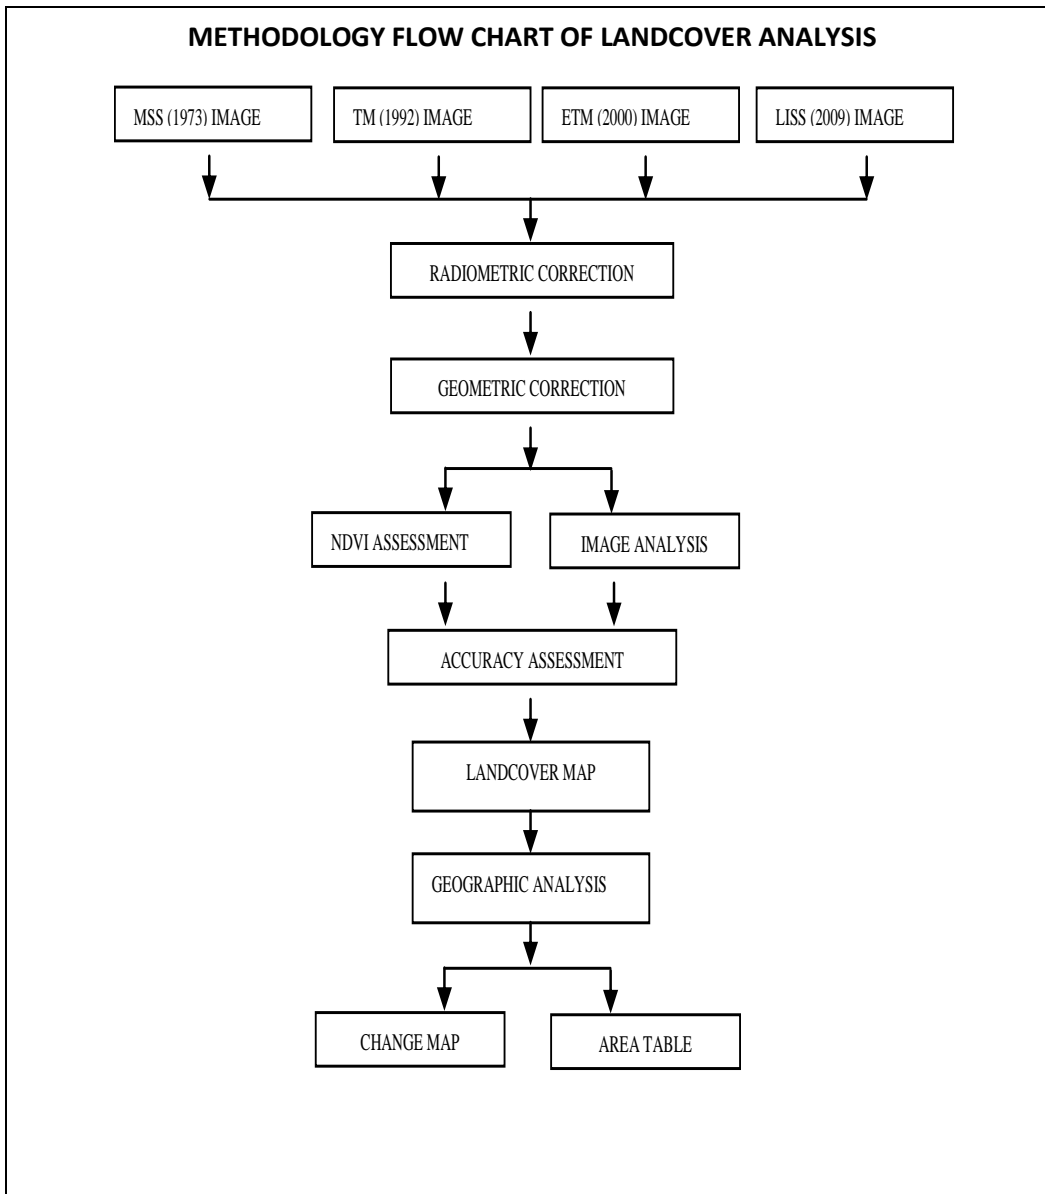 METHODOLOGY FLOW CHART OF LANDCOVER ANALYSIS
MSS (1973) IMAGE
TM (1992) IMAGE
ETM (2000) IMAGE
LISS (2009) IMAGE
RADIOMETRIC CORRECTION
GEOMETRIC CORRECTION
NDVI ASSESSMENT
IMAGE ANALYSIS
ACCURACY ASSESSMENT
LANDCOVER MAP
GEOGRAPHIC ANALYSIS
CHANGE MAP
AREA TABLE